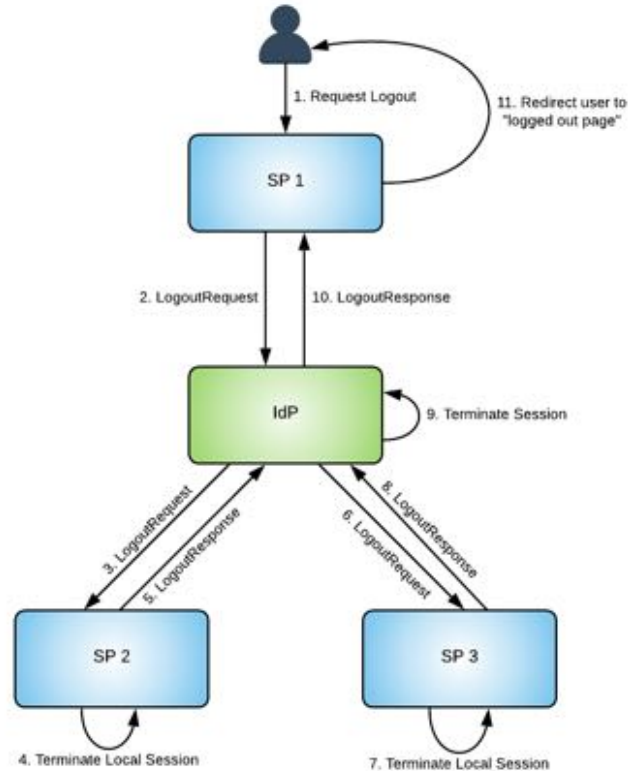 1. Request Logout
11. Redirect user to
"logged out page"
SP 1
2. LogoutRequest
10. LogoutResponse
IdP
9. Terminate Session
3. LogoutRequest
5. LogoutResponse
6. LogoutRequest
8. LogoutResponse
SP 2
SP 3
4. Terminate Local Session
7. Terminate Local Session